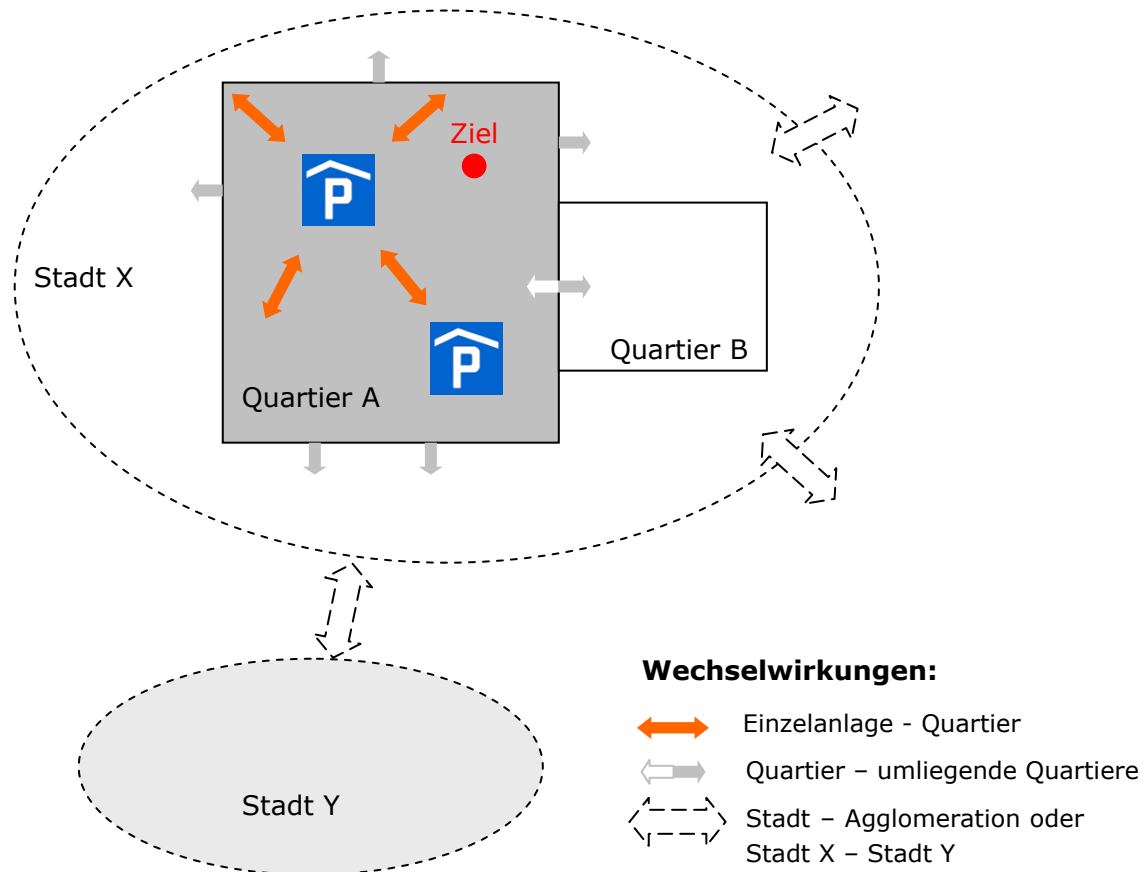 Ziel
P
Stadt X
Quartier B
P
Quartier A
Wechselwirkungen:
Einzelanlage - Quartier
Quartier – umliegende Quartiere
Stadt – Agglomeration oder
Stadt X – Stadt Y
Stadt Y